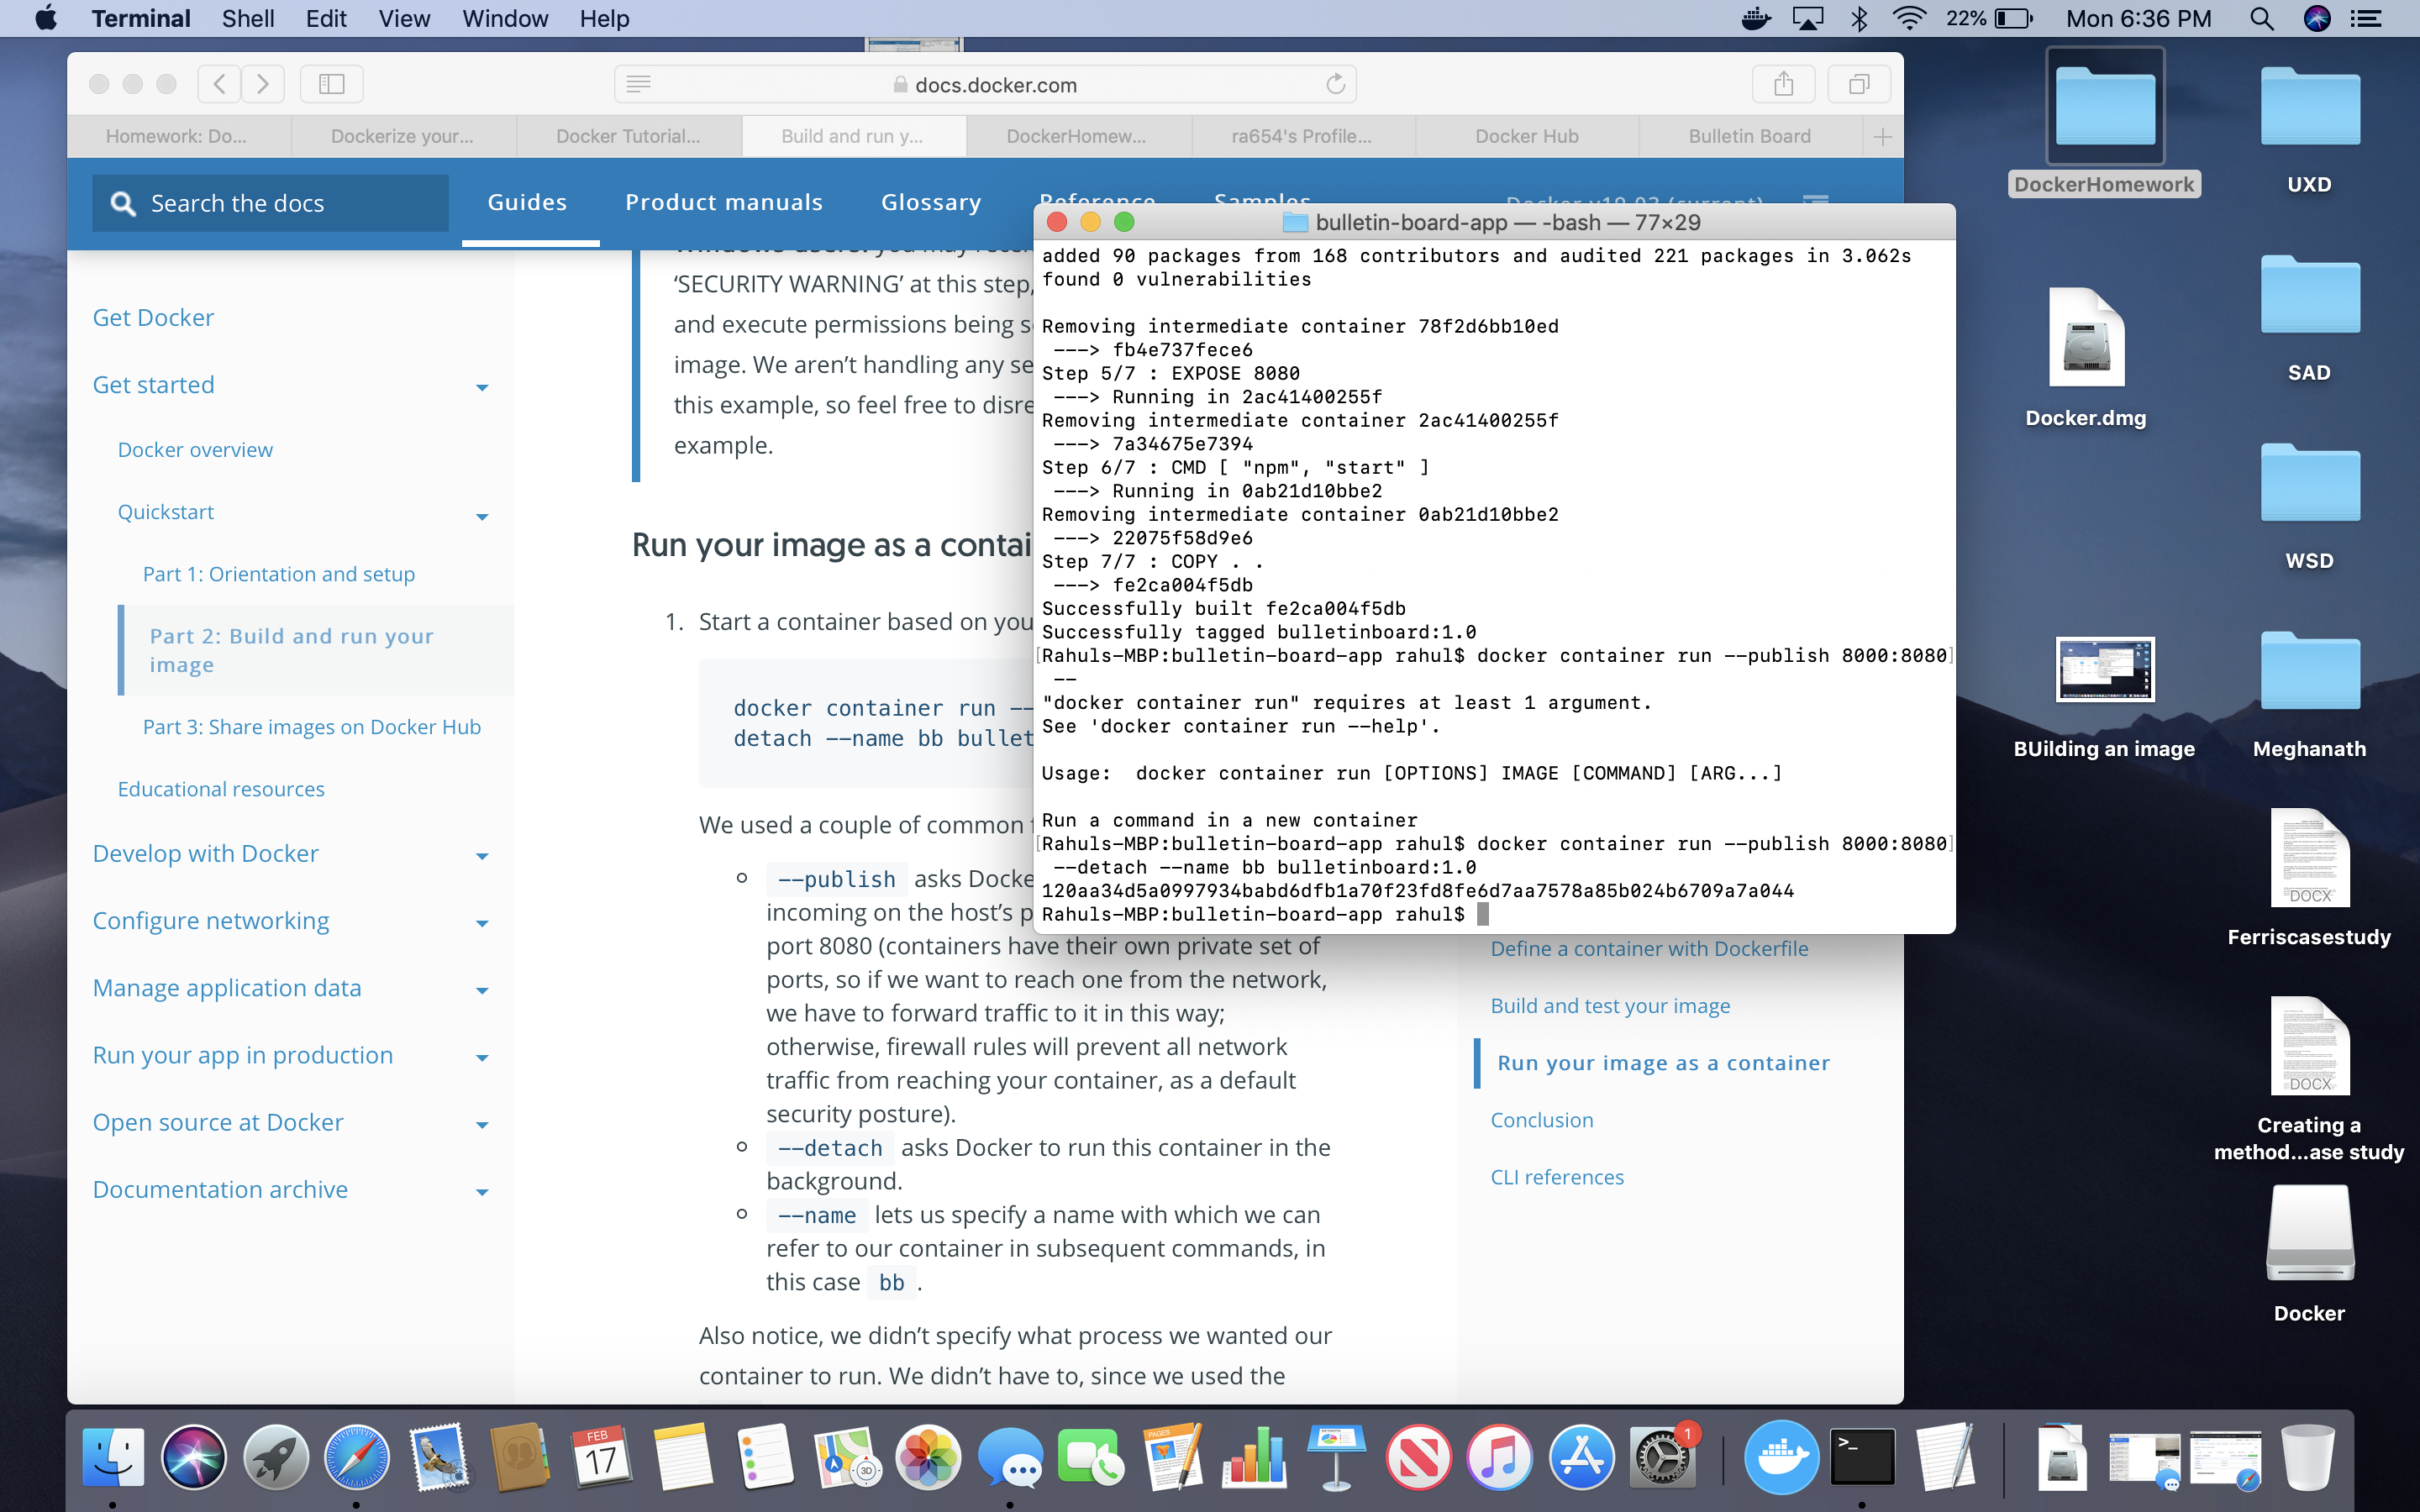 Terminal Shell Edit View Window Help
22% Mon 6:36 PM
docs.docker.com
Homework: Do... Dockerize your... Docker Tutorial... Build and run y... DockerHomew... ra654's Profile... Docker Hub Bulletin Board
Search the docs
Guides Product manuals Glossary Reference Samples Docker v19.03 (current)
Get Docker
Get started
Docker overview
Quickstart
Part 1: Orientation and setup
Part 2: Build and run your
image
Part 3: Share images on Docker Hub
Educational resources
Develop with Docker
Configure networking
Manage application data
Run your app in production
Open source at Docker
Documentation archive
Windows users: you may
‘SECURITY WARNING’ at this step,
and execute permissions being
image. We aren’t handling any
this example, so feel free to
example.
Run your image as a
1. Start a container based on
docker container run --
detach --name bb
We used a couple of common
--publish asks
incoming on the host’s
port 8080 (containers have their own private set of
ports, so if we want to reach one from the network,
we have to forward traffic to it in this way;
otherwise, firewall rules will prevent all network
traffic from reaching your container, as a default
security posture).
--detach asks Docker to run this container in the
background.
--name lets us specify a name with which we can
refer to our container in subsequent commands, in
this case bb .
Also notice, we didn’t specify what process we wanted our
container to run. We didn’t have to, since we used the
bulletin-board-app — -bash — 77×29
added 90 packages from 168 contributors and audited 221 packages in 3.062s
found 0 vulnerabilities
Removing intermediate container 78f2d6bb10ed
---> fb4e737fece6
Step 5/7 : EXPOSE 8080
---> Running in 2ac41400255f
Removing intermediate container 2ac41400255f
---> 7a34675e7394
Step 6/7 : CMD [ "npm", "start" ]
---> Running in 0ab21d10bbe2
Removing intermediate container 0ab21d10bbe2
---> 22075f58d9e6
Step 7/7 : COPY . .
---> fe2ca004f5db
Successfully built fe2ca004f5db
Successfully tagged bulletinboard:1.0
[Rahuls-MBP:bulletin-board-app rahul$ docker container run --publish 8000:8080]
--
"docker container run" requires at least 1 argument.
See 'docker container run --help'.
Usage:  docker container run [OPTIONS] IMAGE [COMMAND] [ARG...]
Run a command in a new container
[Rahuls-MBP:bulletin-board-app rahul$ docker container run --publish 8000:8080]
--detach --name bb bulletinboard:1.0
120aa34d5a0997934babd6dfb1a70f23fd8fe6d7aa7578a85b024b6709a7a044
Rahuls-MBP:bulletin-board-app rahul$
Define a container with Dockerfile
Build and test your image
Run your image as a container
Conclusion
CLI references
DockerHomework
UXD
Docker.dmg
SAD
WSD
BUilding an image
Meghanath
DOCX
Ferriscasestudy
DOCX
Creating a
method...ase study
Docker
FEB
17
3D
PAGES
1
>_